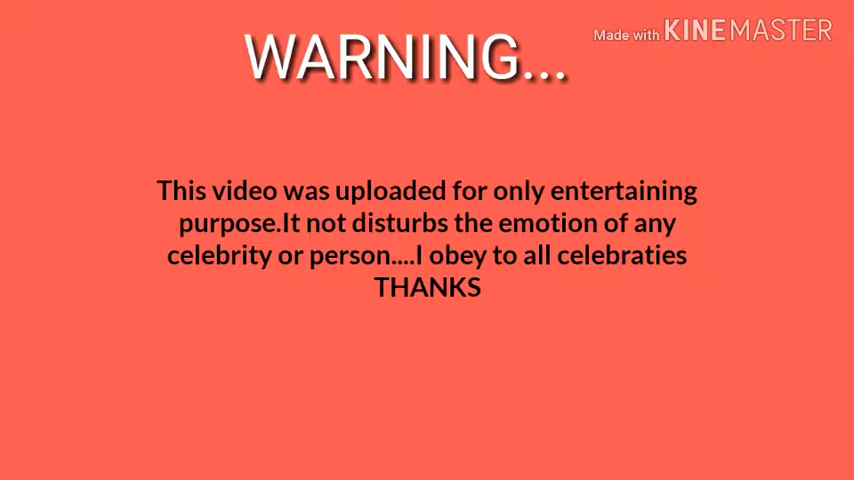 WARNING...
Made with KINEMASTER
This video was uploaded for only entertaining
purpose.It not disturbs the emotion of any
celebrity or person....I obey to all celebraties
THANKS